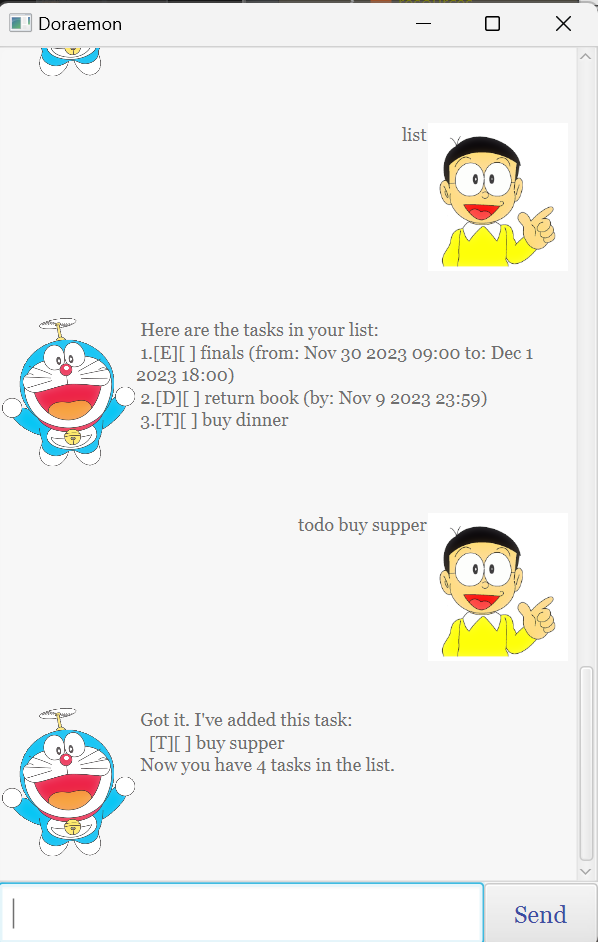 Doraemon
list
Here are the tasks in your list:
1.[E][ ] finals (from: Nov 30 2023 09:00 to: Dec 1
2023 18:00)
2.[D][ ] return book (by: Nov 9 2023 23:59)
3.[T][ ] buy dinner
todo buy supper
Got it. I've added this task:
[T][ ] buy supper
Now you have 4 tasks in the list.
Send